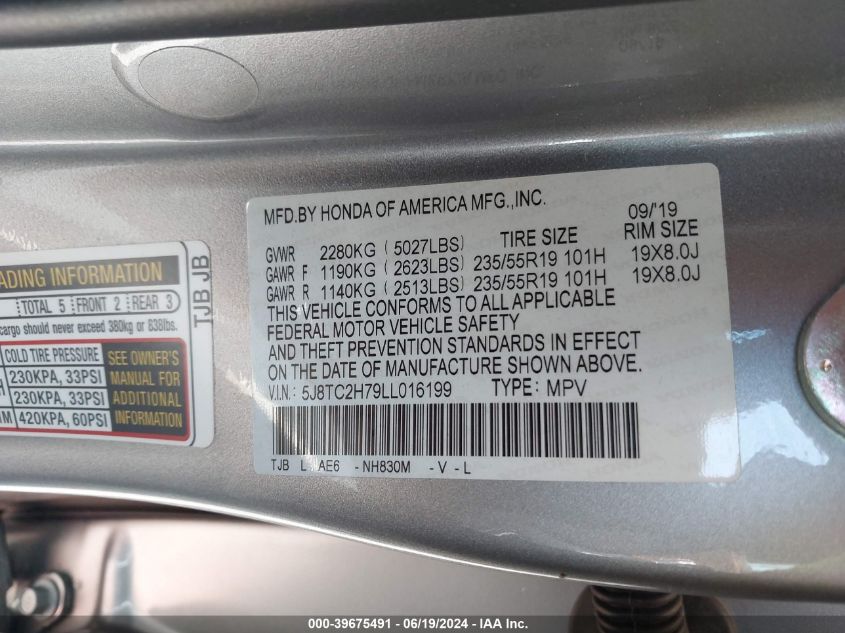 MFD.BY HONDA OF AMERICA MFG.,INC. 09/'19
GVWR 2280KG ( 5027LBS) TIRE SIZE RIM SIZE
GAWR F 1190KG ( 2623LBS) 235/55R19 101H 19X8.0J
GAWR R 1140KG ( 2513LBS) 235/55R19 101H 19X8.0J
THIS VEHICLE CONFORMS TO ALL APPLICABLE
FEDERAL MOTOR VEHICLE SAFETY
AND THEFT PREVENTION STANDARDS IN EFFECT
ON THE DATE OF MANUFACTURE SHOWN ABOVE.
V.I.N.: 5J8TC2H79LL016199 TYPE: MPV
TJB L AE6 -NH830M -V-L
INFORMATION
TOTAL 5 FRONT 2 REAR 3
cargo should never exceed 380kg or 838lbs.
COLD TIRE PRESSURE SEE OWNER'S
230KPA, 33PSI MANUAL FOR
230KPA, 33PSI ADDITIONAL
420KPA, 60PSI INFORMATION
TJB JB
000-39675491 - 06/19/2024 - IAA Inc.